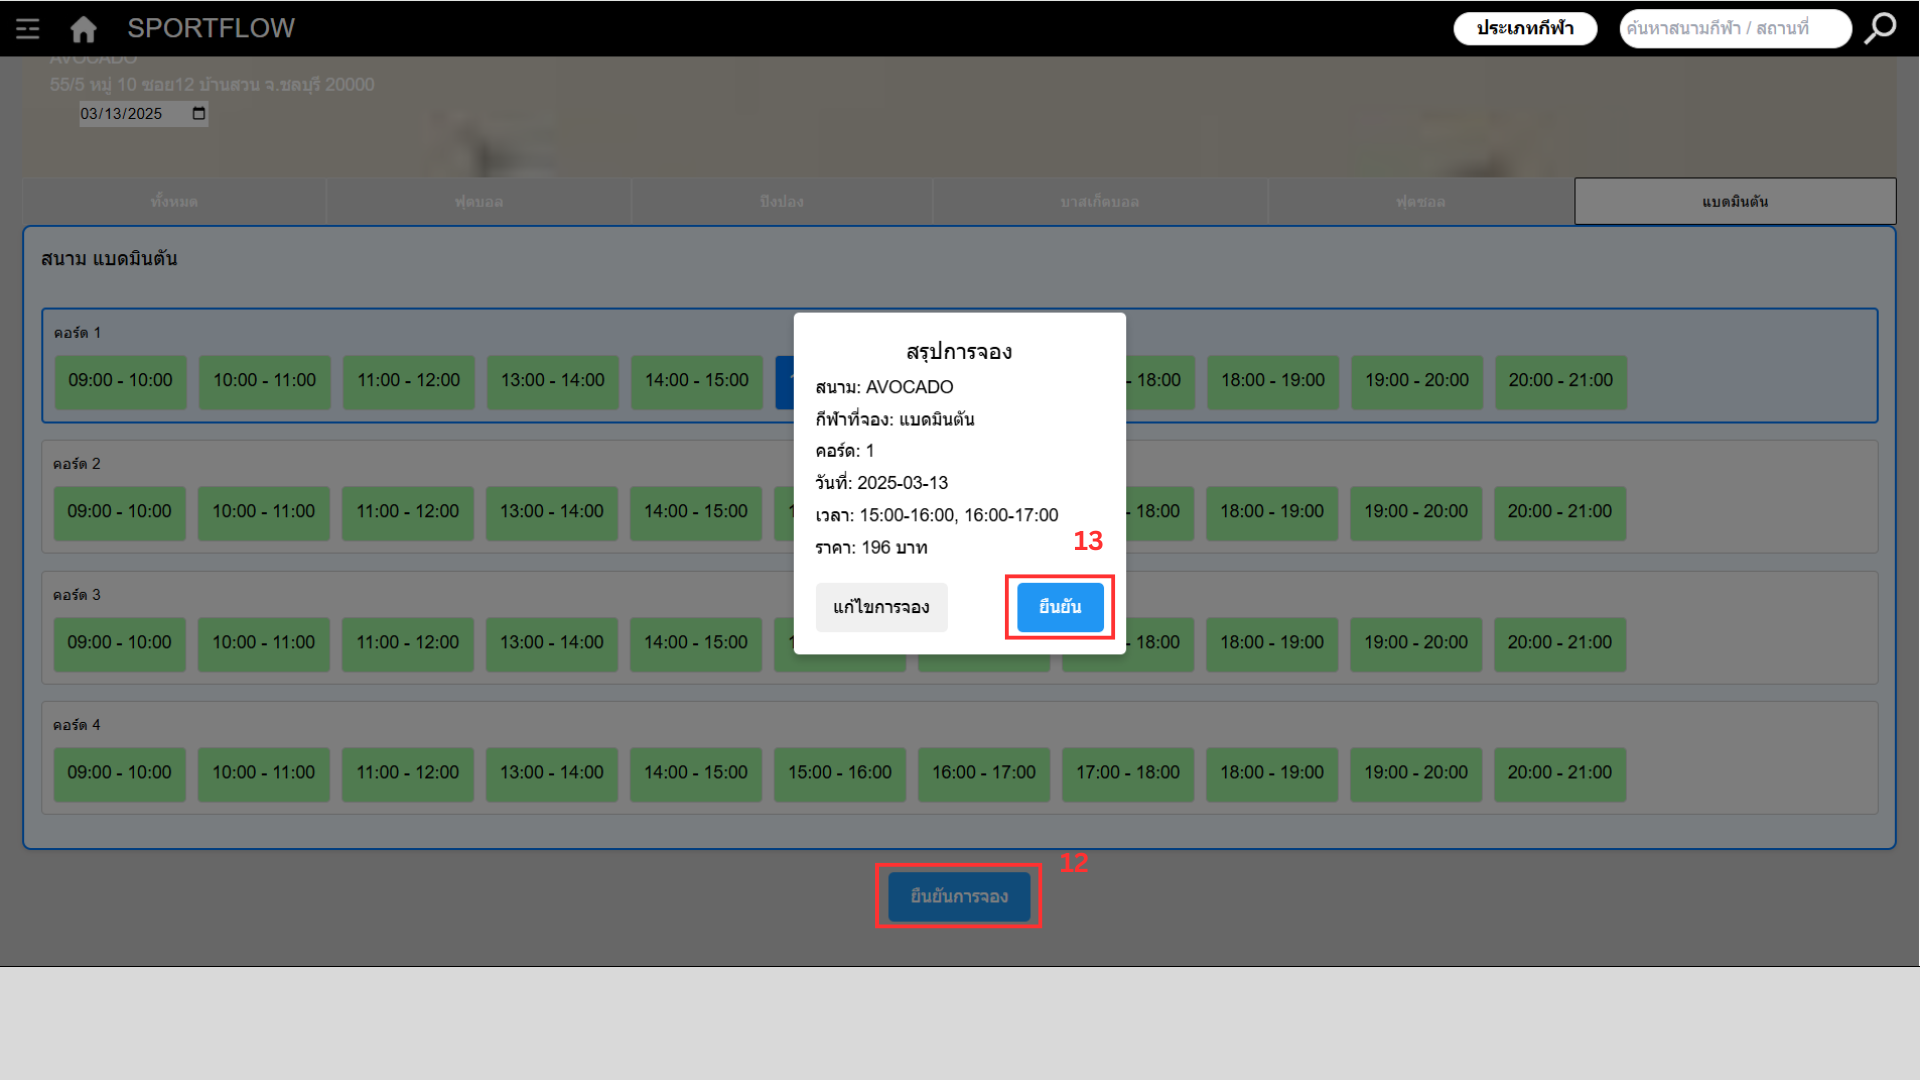 SPORTFLOW
ประเภทกีฬา
ค้นหาสนามกีฬา / สถานที่
AVOCADO
55/5 หมู่ 10 ซอย12 บ้านสวน จ.ชลบุรี 20000
03/13/2025
ทั้งหมด ฟุตบอล ปิงปอง บาสเก็ตบอล ฟุตซอล แบดมินตัน
สนาม แบดมินตัน
คอร์ด 1
09:00 - 10:00 10:00 - 11:00 11:00 - 12:00 13:00 - 14:00 14:00 - 15:00 - 18:00 18:00 - 19:00 19:00 - 20:00 20:00 - 21:00
คอร์ด 2
09:00 - 10:00 10:00 - 11:00 11:00 - 12:00 13:00 - 14:00 14:00 - 15:00 - 18:00 18:00 - 19:00 19:00 - 20:00 20:00 - 21:00
คอร์ด 3
09:00 - 10:00 10:00 - 11:00 11:00 - 12:00 13:00 - 14:00 14:00 - 15:00 - 18:00 18:00 - 19:00 19:00 - 20:00 20:00 - 21:00
คอร์ด 4
09:00 - 10:00 10:00 - 11:00 11:00 - 12:00 13:00 - 14:00 14:00 - 15:00 15:00 - 16:00 16:00 - 17:00 17:00 - 18:00 18:00 - 19:00 19:00 - 20:00 20:00 - 21:00
สรุปการจอง
สนาม: AVOCADO
กีฬาที่จอง: แบดมินตัน
คอร์ด: 1
วันที่: 2025-03-13
เวลา: 15:00-16:00, 16:00-17:00
ราคา: 196 บาท
13
แก้ไขการจอง ยืนยัน
12
ยืนยันการจอง